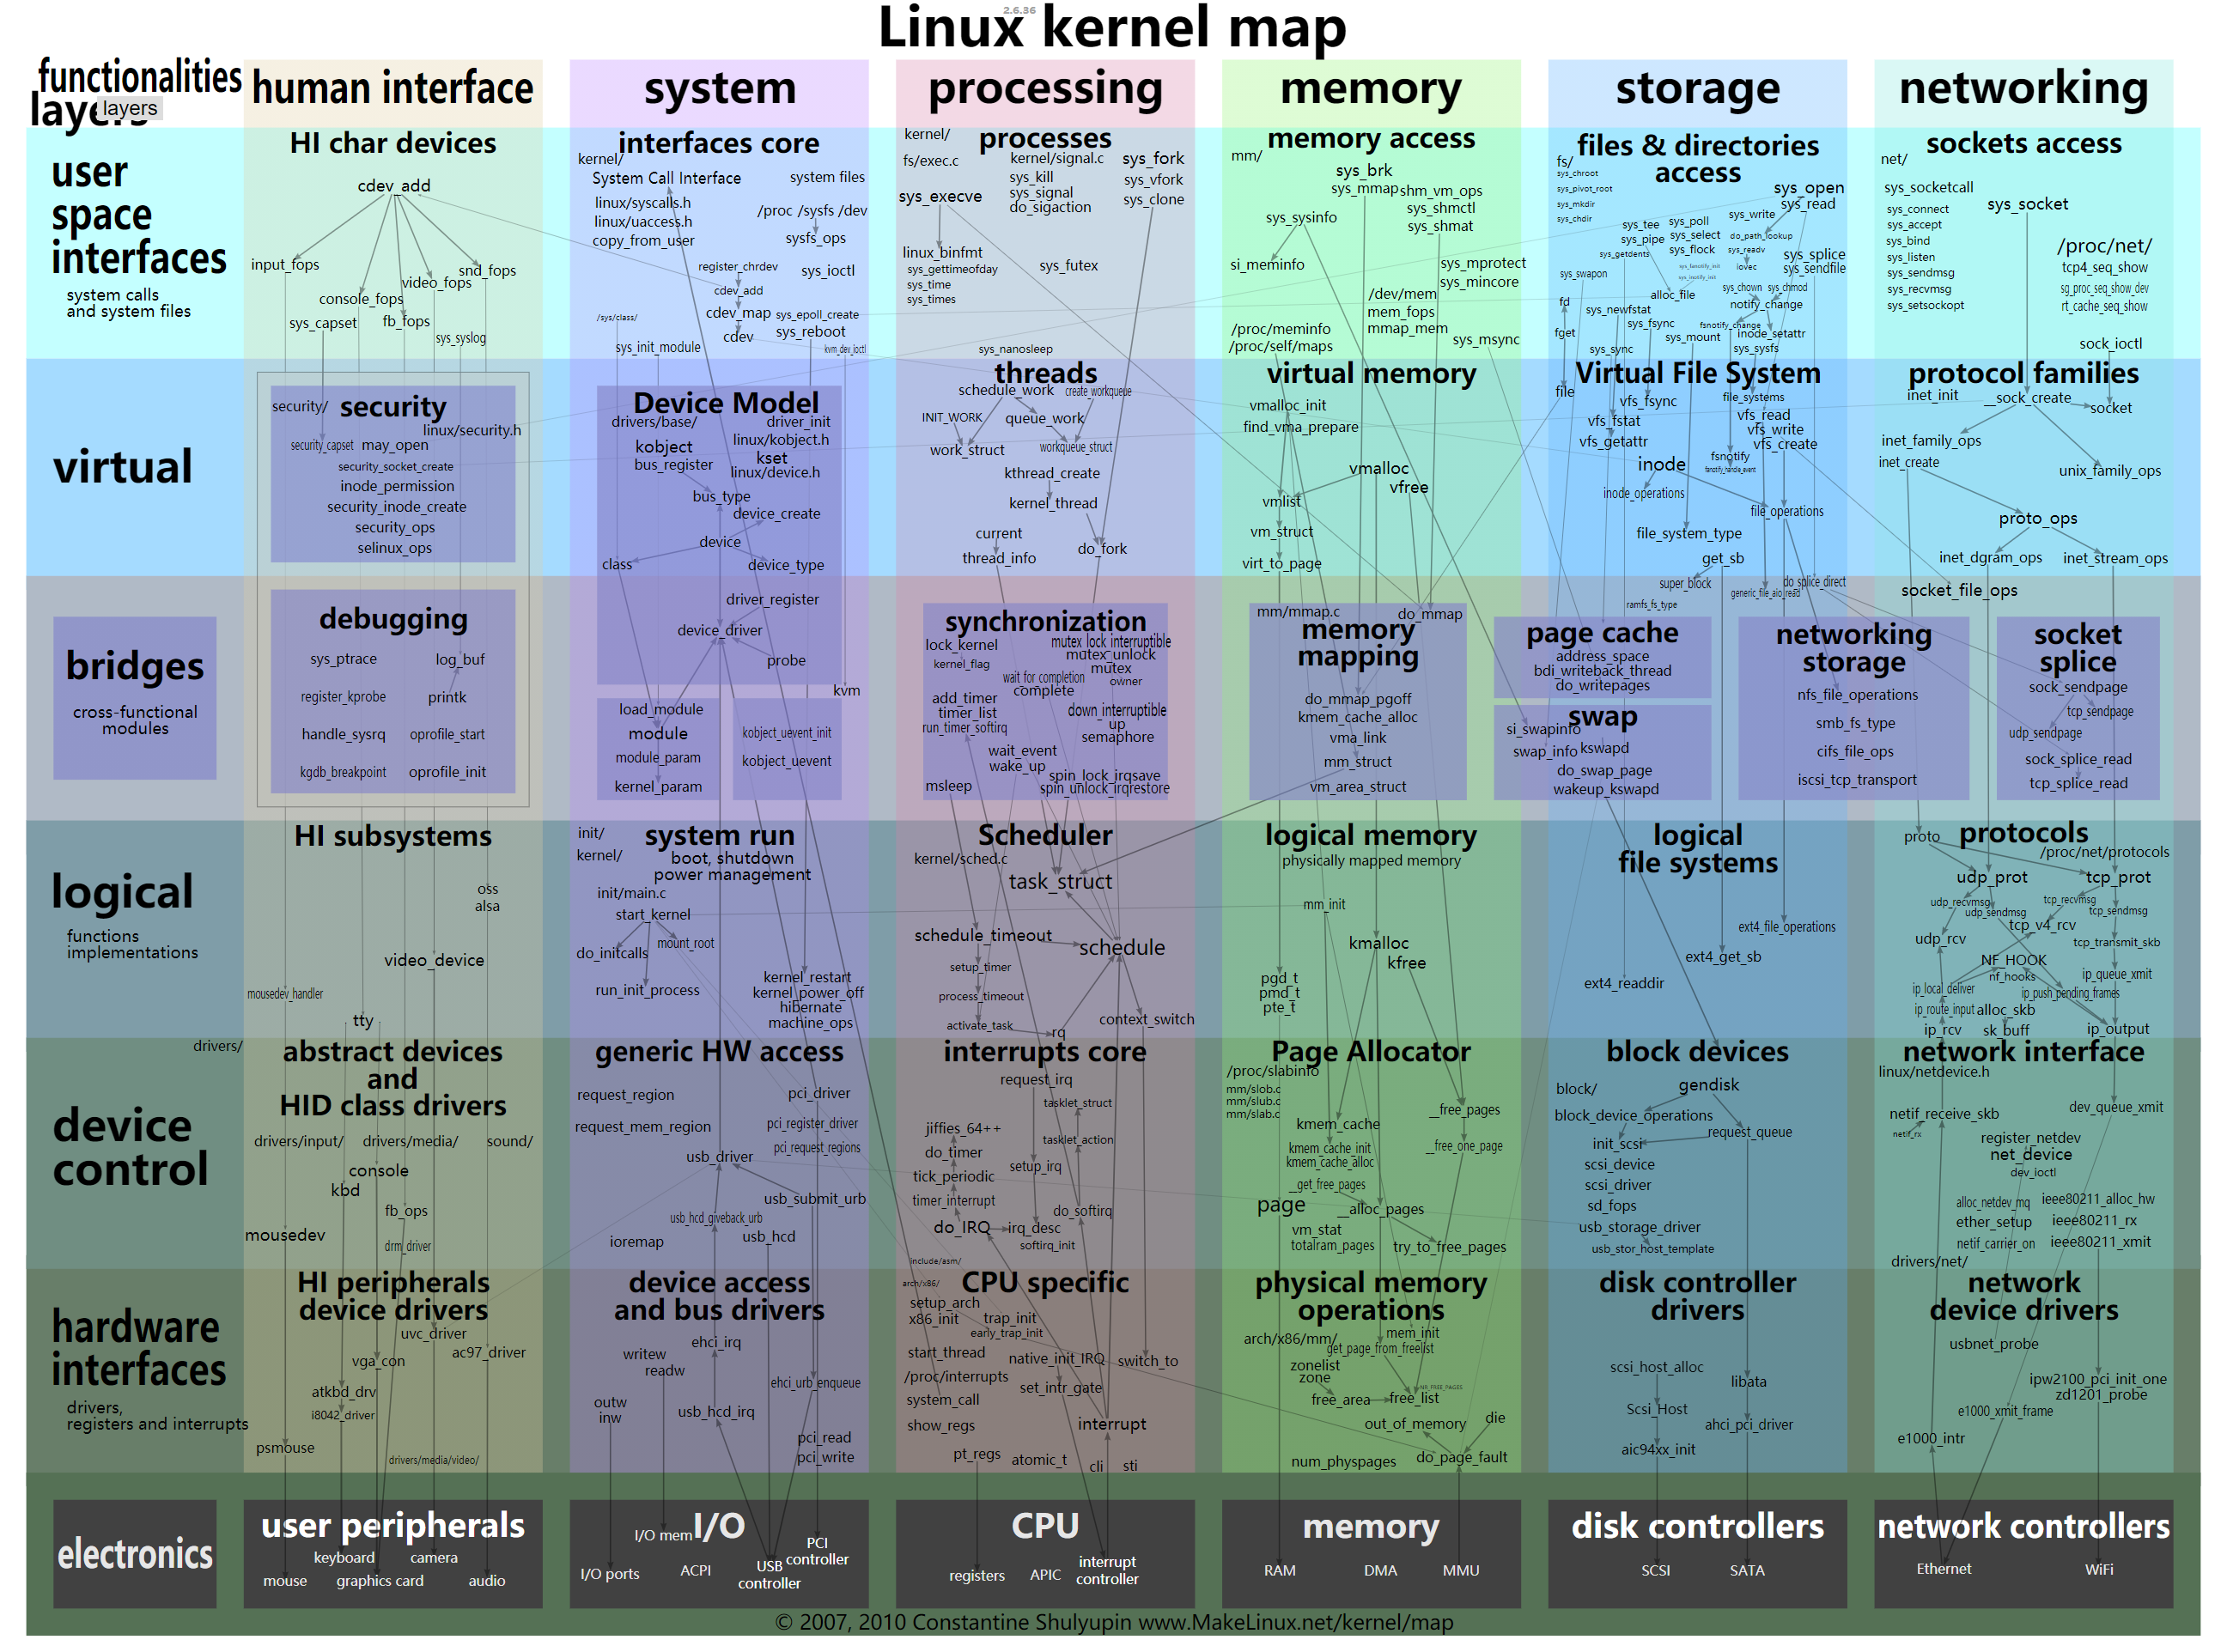 2.6.36
Linux kernel map
functionalities
layers
layers
human interface
system
processing
memory
storage
networking
user
space
interfaces
system calls
and system files
HI char devices
cdev_add
input_fops
console_fops
video_fops
snd_fops
fb_fops
sys_capset
sys_syslog
interfaces core
kernel/
System Call Interface
system files
linux/syscalls.h
linux/uaccess.h
copy_from_user
/proc /sysfs /dev
sysfs_ops
register_chrdev
sys_ioctl
cdev_add
cdev_map
sys_epoll_create
/sys/class/
cdev
sys_reboot
sys_init_module
kvm_dev_ioctl
processes
kernel/
fs/exec.c
kernel/signal.c
sys_fork
sys_kill
sys_vfork
sys_execve
sys_signal
sys_clone
do_sigaction
linux_binfmt
sys_gettimeofday
sys_futex
sys_time
sys_times
sys_nanosleep
memory access
mm/
sys_brk
sys_mmap
shm_vm_ops
sys_shmctl
sys_sysinfo
sys_shmat
si_meminfo
sys_mprotect
sys_mincore
/dev/mem
mem_fops
mmap_mem
/proc/meminfo
/proc/self/maps
sys_msync
files & directories
access
fs/
sys_chroot
sys_pivot_root
sys_mkdir
sys_chdir
sys_open
sys_read
sys_write
sys_tee
sys_poll
sys_pipe
sys_select
do_path_lookup
sys_getdents
sys_flock
sys_readv
sys_splice
sys_sendfile
sys_swapon
sys_fanotify_init
iovec
sys_inotify_init
sys_chown
sys_chmod
alloc_file
fd
notify_change
sys_newfstat
fget
sys_fsync
fsnotify_change
inode_setattr
sys_mount
sys_sync
sys_sysfs
sockets access
net/
sys_socketcall
sys_socket
sys_connect
sys_accept
sys_bind
sys_listen
sys_sendmsg
sys_recvmsg
sys_setsockopt
/proc/net/
tcp4_seq_show
sg_proc_seq_show_dev
rt_cache_seq_show
sock_ioctl
virtual
security/
security
linux/security.h
security_capset
may_open
security_socket_create
inode_permission
security_inode_create
security_ops
selinux_ops
Device Model
drivers/base/
driver_init
linux/kobject.h
kobject
kset
bus_register
linux/device.h
bus_type
device_create
device
class
device_type
driver_register
device_driver
probe
kvm
threads
schedule_work
create_workqueue
INIT_WORK
queue_work
work_struct
workqueue_struct
kthread_create
kernel_thread
current
thread_info
do_fork
virtual memory
vmalloc_init
find_vma_prepare
vmalloc
vfree
vmlist
vm_struct
virt_to_page
Virtual File System
file
vfs_fsync
file_systems
vfs_fstat
vfs_read
vfs_write
vfs_getattr
vfs_create
inode
fsnotify
fsnotify_handle_event
inode_operations
file_operations
file_system_type
get_sb
super_block
do_splice_direct
generic_file_aio_read
ramfs_fs_type
protocol families
inet_init
__sock_create
socket
inet_family_ops
inet_create
unix_family_ops
proto_ops
inet_dgram_ops
inet_stream_ops
socket_file_ops
bridges
cross-functional
modules
debugging
sys_ptrace
log_buf
register_kprobe
printk
handle_sysrq
oprofile_start
kgdb_breakpoint
oprofile_init
load_module
module
module_param
kernel_param
kobject_uevent_init
kobject_uevent
synchronization
lock_kernel
mutex_lock_interruptible
mutex_unlock
kernel_flag
mutex
wait_for_completion
owner
complete
add_timer
timer_list
down_interruptible
run_timer_softirq
up
semaphore
wait_event
wake_up
msleep
spin_lock_irqsave
spin_unlock_irqrestore
mm/mmap.c
do_mmap
memory
mapping
do_mmap_pgoff
kmem_cache_alloc
vma_link
mm_struct
vm_area_struct
page cache
address_space
bdi_writeback_thread
do_writepages
swap
si_swapinfo
swap_info
kswapd
do_swap_page
wakeup_kswapd
networking
storage
nfs_file_operations
smb_fs_type
cifs_file_ops
iscsi_tcp_transport
socket
splice
sock_sendpage
tcp_sendpage
udp_sendpage
sock_splice_read
tcp_splice_read
logical
functions
implementations
HI subsystems
oss
alsa
video_device
mousedev_handler
tty
system run
init/
kernel/
boot, shutdown
power management
init/main.c
start_kernel
mount_root
do_initcalls
run_init_process
kernel_restart
kernel_power_off
hibernate
machine_ops
Scheduler
kernel/sched.c
task_struct
schedule_timeout
schedule
setup_timer
process_timeout
activate_task
rq
context_switch
logical memory
physically mapped memory
mm_init
kmalloc
kfree
pgd_t
pmd_t
pte_t
logical
file systems
ext4_file_operations
ext4_get_sb
ext4_readdir
protocols
proto
/proc/net/protocols
udp_prot
tcp_prot
udp_recvmsg
tcp_recvmsg
udp_sendmsg
tcp_sendmsg
tcp_v4_rcv
udp_rcv
tcp_transmit_skb
NF_HOOK
nf_hooks
ip_queue_xmit
ip_local_deliver
ip_push_pending_frames
ip_route_input
alloc_skb
ip_rcv
sk_buff
ip_output
device
control
drivers/
abstract devices
and
HID class drivers
drivers/input/
drivers/media/
sound/
console
kbd
fb_ops
mousedev
drm_driver
generic HW access
request_region
pci_driver
request_mem_region
pci_register_driver
pci_request_regions
usb_driver
usb_submit_urb
usb_hcd_giveback_urb
ioremap
usb_hcd
interrupts core
request_irq
tasklet_struct
jiffies_64++
tasklet_action
do_timer
setup_irq
tick_periodic
timer_interrupt
do_softirq
do_IRQ
irq_desc
softirq_init
include/asm/
Page Allocator
/proc/slabinfo
mm/slob.c
mm/slub.c
mm/slab.c
__free_pages
kmem_cache
kmem_cache_init
__free_one_page
kmem_cache_alloc
__get_free_pages
page
__alloc_pages
vm_stat
totalram_pages
try_to_free_pages
block devices
block/
gendisk
block_device_operations
request_queue
init_scsi
scsi_device
scsi_driver
sd_fops
usb_storage_driver
usb_stor_host_template
network interface
linux/netdevice.h
netif_receive_skb
dev_queue_xmit
netif_rx
register_netdev
net_device
dev_ioctl
alloc_netdev_mq
ieee80211_alloc_hw
ether_setup
ieee80211_rx
netif_carrier_on
ieee80211_xmit
drivers/net/
hardware
interfaces
drivers,
registers and interrupts
HI peripherals
device drivers
uvc_driver
ac97_driver
vga_con
atkbd_drv
i8042_driver
psmouse
drivers/media/video/
device access
and bus drivers
ehci_irq
writew
readw
ehci_urb_enqueue
outw
inw
usb_hcd_irq
pci_read
pci_write
CPU specific
arch/x86/
setup_arch
x86_init
trap_init
early_trap_init
start_thread
native_init_IRQ
switch_to
/proc/interrupts
set_intr_gate
system_call
show_regs
interrupt
pt_regs
atomic_t
cli
sti
physical memory
operations
arch/x86/mm/
mem_init
get_page_from_freelist
zonelist
zone
NR_FREE_PAGES
free_area
free_list
out_of_memory
die
num_physpages
do_page_fault
disk controller
drivers
scsi_host_alloc
libata
Scsi_Host
ahci_pci_driver
aic94xx_init
network
device drivers
usbnet_probe
ipw2100_pci_init_one
zd1201_probe
e1000_xmit_frame
e1000_intr
electronics
user peripherals
keyboard
camera
mouse
graphics card
audio
I/O
I/O mem
PCI
controller
I/O ports
ACPI
USB
controller
CPU
registers
APIC
interrupt
controller
memory
RAM
DMA
MMU
disk controllers
SCSI
SATA
network controllers
Ethernet
WiFi
© 2007, 2010 Constantine Shulyupin www.MakeLinux.net/kernel/map